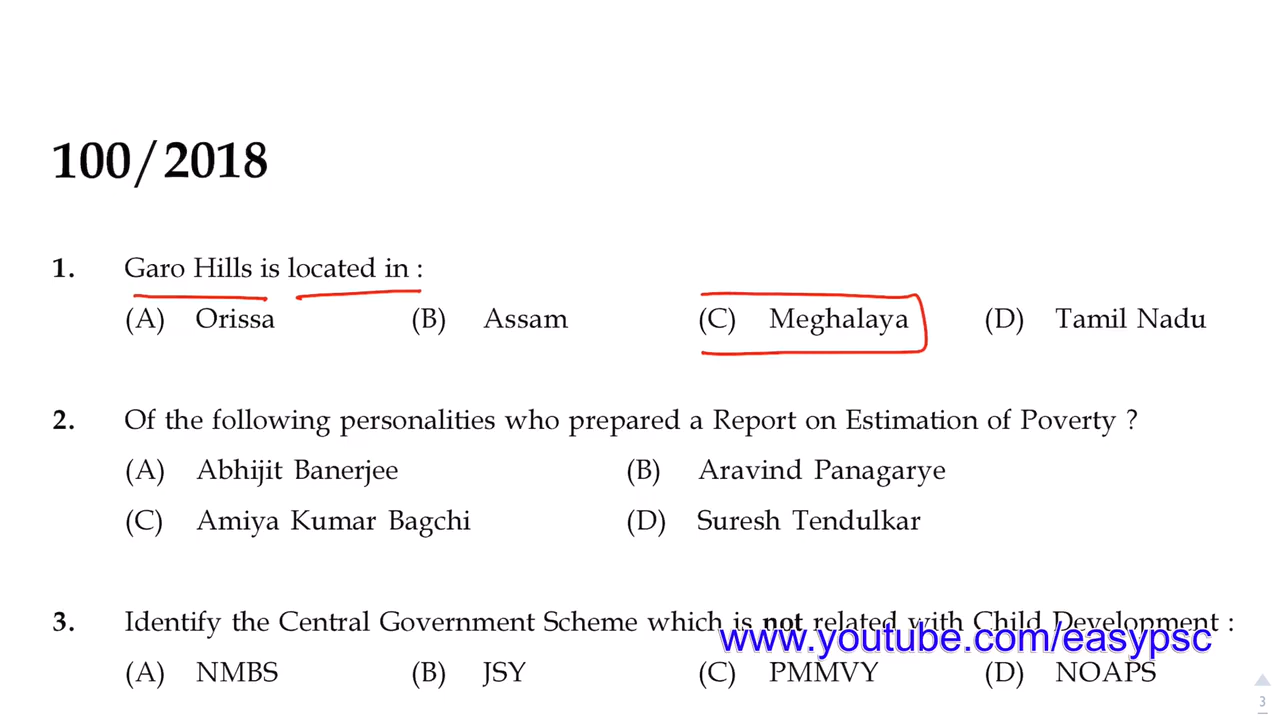 100/2018
1. Garo Hills is located in :
(A) Orissa (B) Assam (C) Meghalaya (D) Tamil Nadu
2. Of the following personalities who prepared a Report on Estimation of Poverty ?
(A) Abhijit Banerjee (B) Aravind Panagarye
(C) Amiya Kumar Bagchi (D) Suresh Tendulkar
3. Identify the Central Government Scheme which is not related with Child Development :
www.youtube.com/easypsc
(A) NMBS (B) JSY (C) PMMVY (D) NOAPS
3